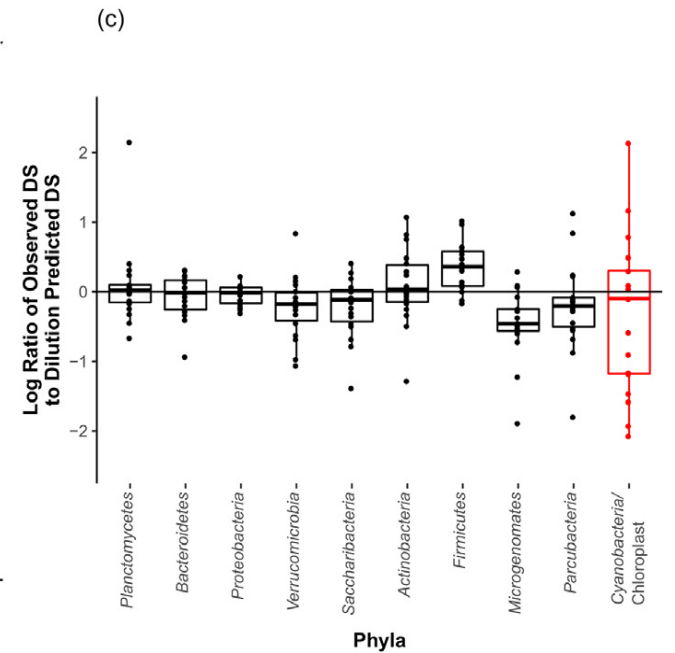 (c)
Log Ratio of Observed DS
to Dilution Predicted DS
2
1
0
−1
−2
Planctomycetes
Bacteroidetes
Proteobacteria
Verrucomicrobia
Saccharibacteria
Actinobacteria
Firmicutes
Microgenomates
Parcubacteria
Cyanobacteria/
Chloroplast
Phyla